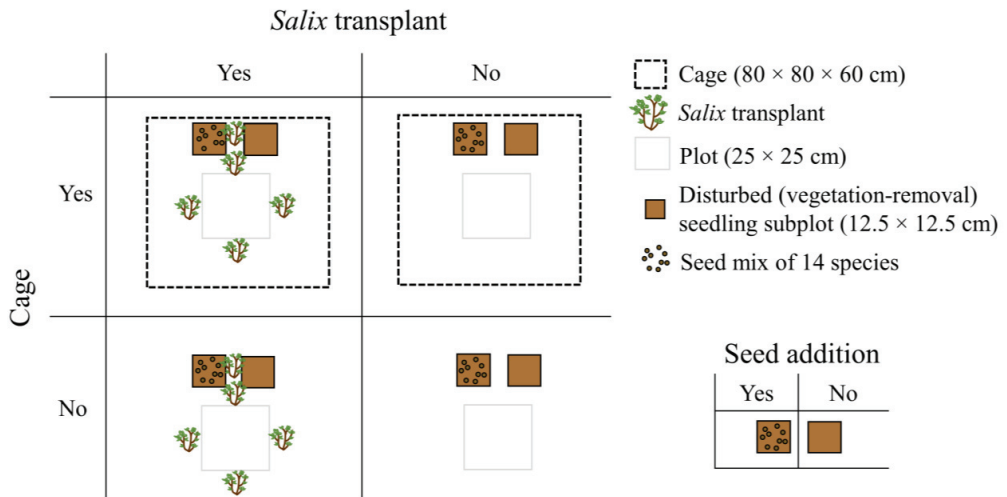 Salix transplant
Yes
No
Cage
Yes
No
Cage (80 × 80 × 60 cm)
Salix transplant
Plot (25 × 25 cm)
Disturbed (vegetation-removal)
seedling subplot (12.5 × 12.5 cm)
Seed mix of 14 species
Seed addition
Yes
No